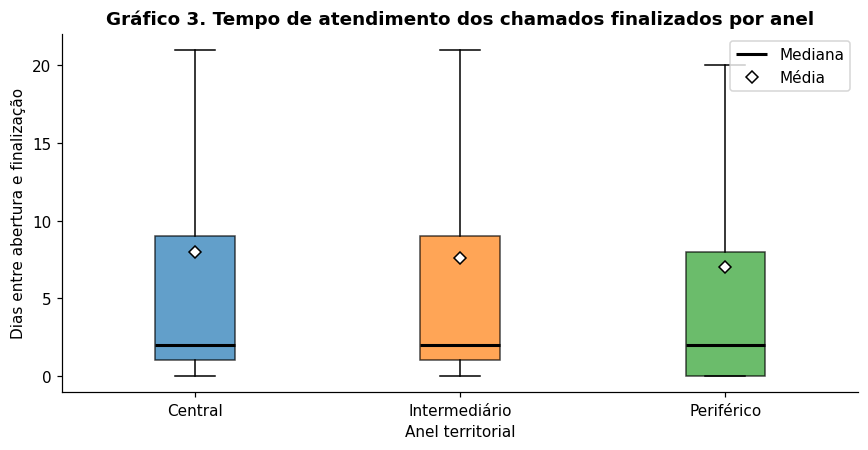 Gráfico 3. Tempo de atendimento dos chamados finalizados por anel
Dias entre abertura e finalização
20
15
10
5
0
Mediana
Média
Central
Intermediário
Periférico
Anel territorial